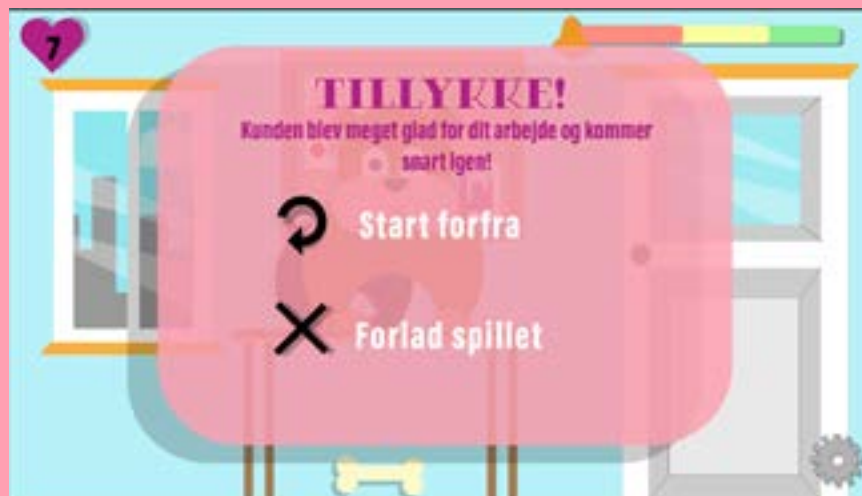 7
TILLYKKE!
Kunden blev meget glad for dit arbejde og kommer
snart igen!
Start forfra
Forlad spillet